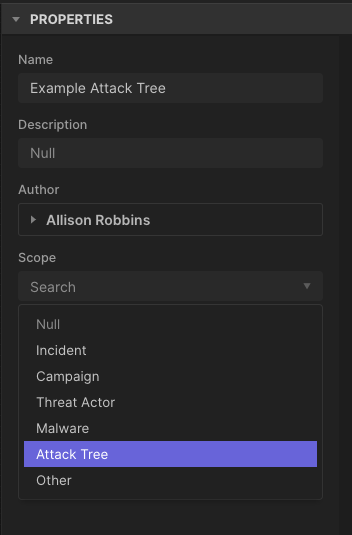 PROPERTIES
Name
Example Attack Tree
Description
Null
Author
Allison Robbins
Scope
Search
Null
Incident
Campaign
Threat Actor
Malware
Attack Tree
Other